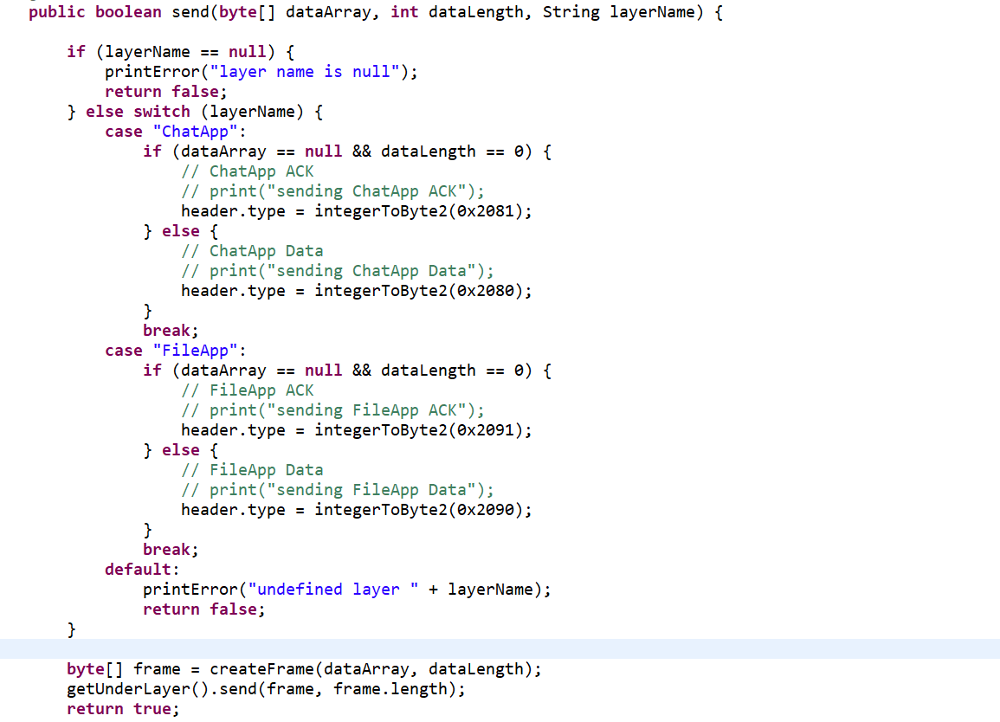 public boolean send(byte[] dataArray, int dataLength, String layerName) {
if (layerName == null) {
printError("layer name is null");
return false;
} else switch (layerName) {
case "ChatApp":
if (dataArray == null && dataLength == 0) {
// ChatApp ACK
// print("sending ChatApp ACK");
header.type = integerToByte2(0x2081);
} else {
// ChatApp Data
// print("sending ChatApp Data");
header.type = integerToByte2(0x2080);
}
break;
case "FileApp":
if (dataArray == null && dataLength == 0) {
// FileApp ACK
// print("sending FileApp ACK");
header.type = integerToByte2(0x2091);
} else {
// FileApp Data
// print("sending FileApp Data");
header.type = integerToByte2(0x2090);
}
break;
default:
printError("undefined layer " + layerName);
return false;
}
byte[] frame = createFrame(dataArray, dataLength);
getUnderLayer().send(frame, frame.length);
return true;